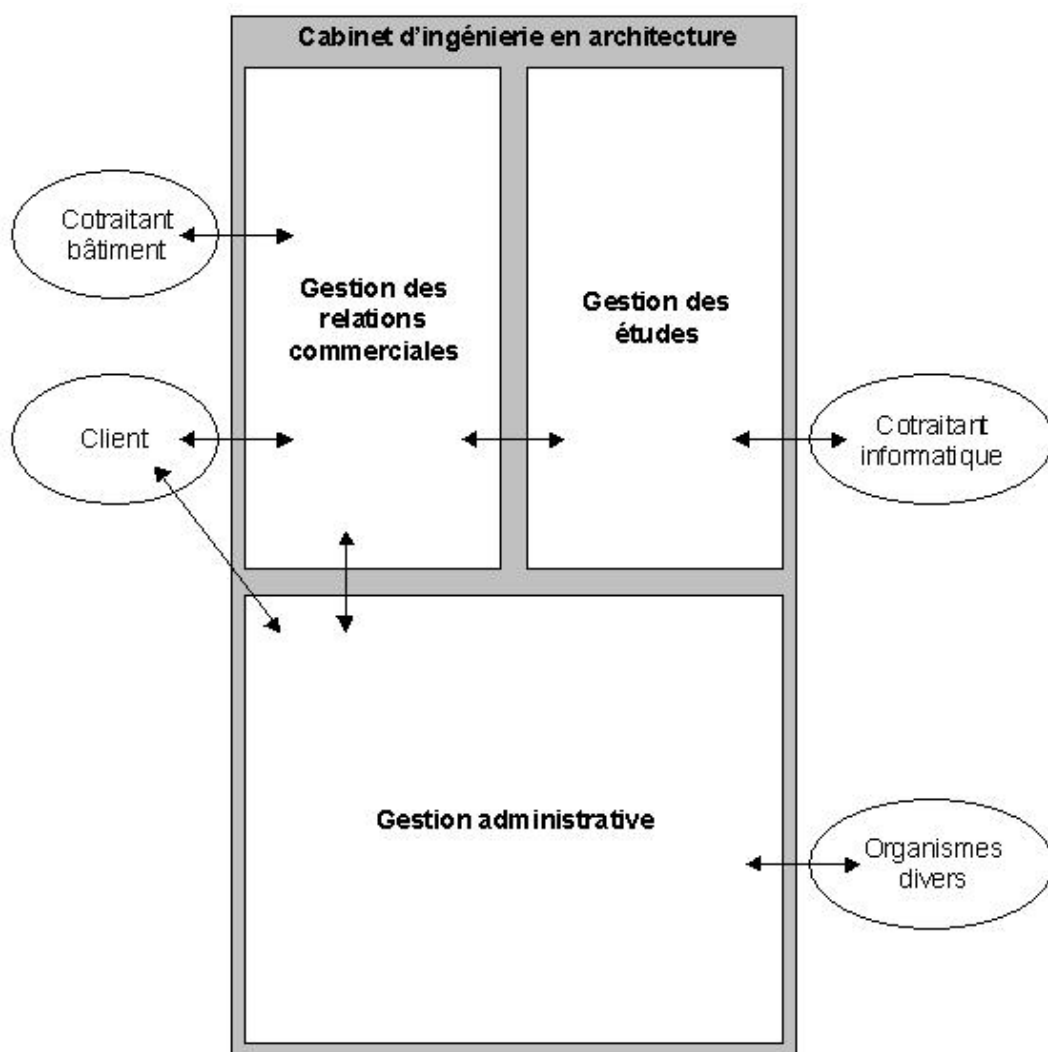 Cabinet d'ingénierie en architecture
Cotraitant
bâtiment
Gestion des
relations
commerciales
Gestion des
études
Client
Cotraitant
informatique
Gestion administrative
Organismes
divers